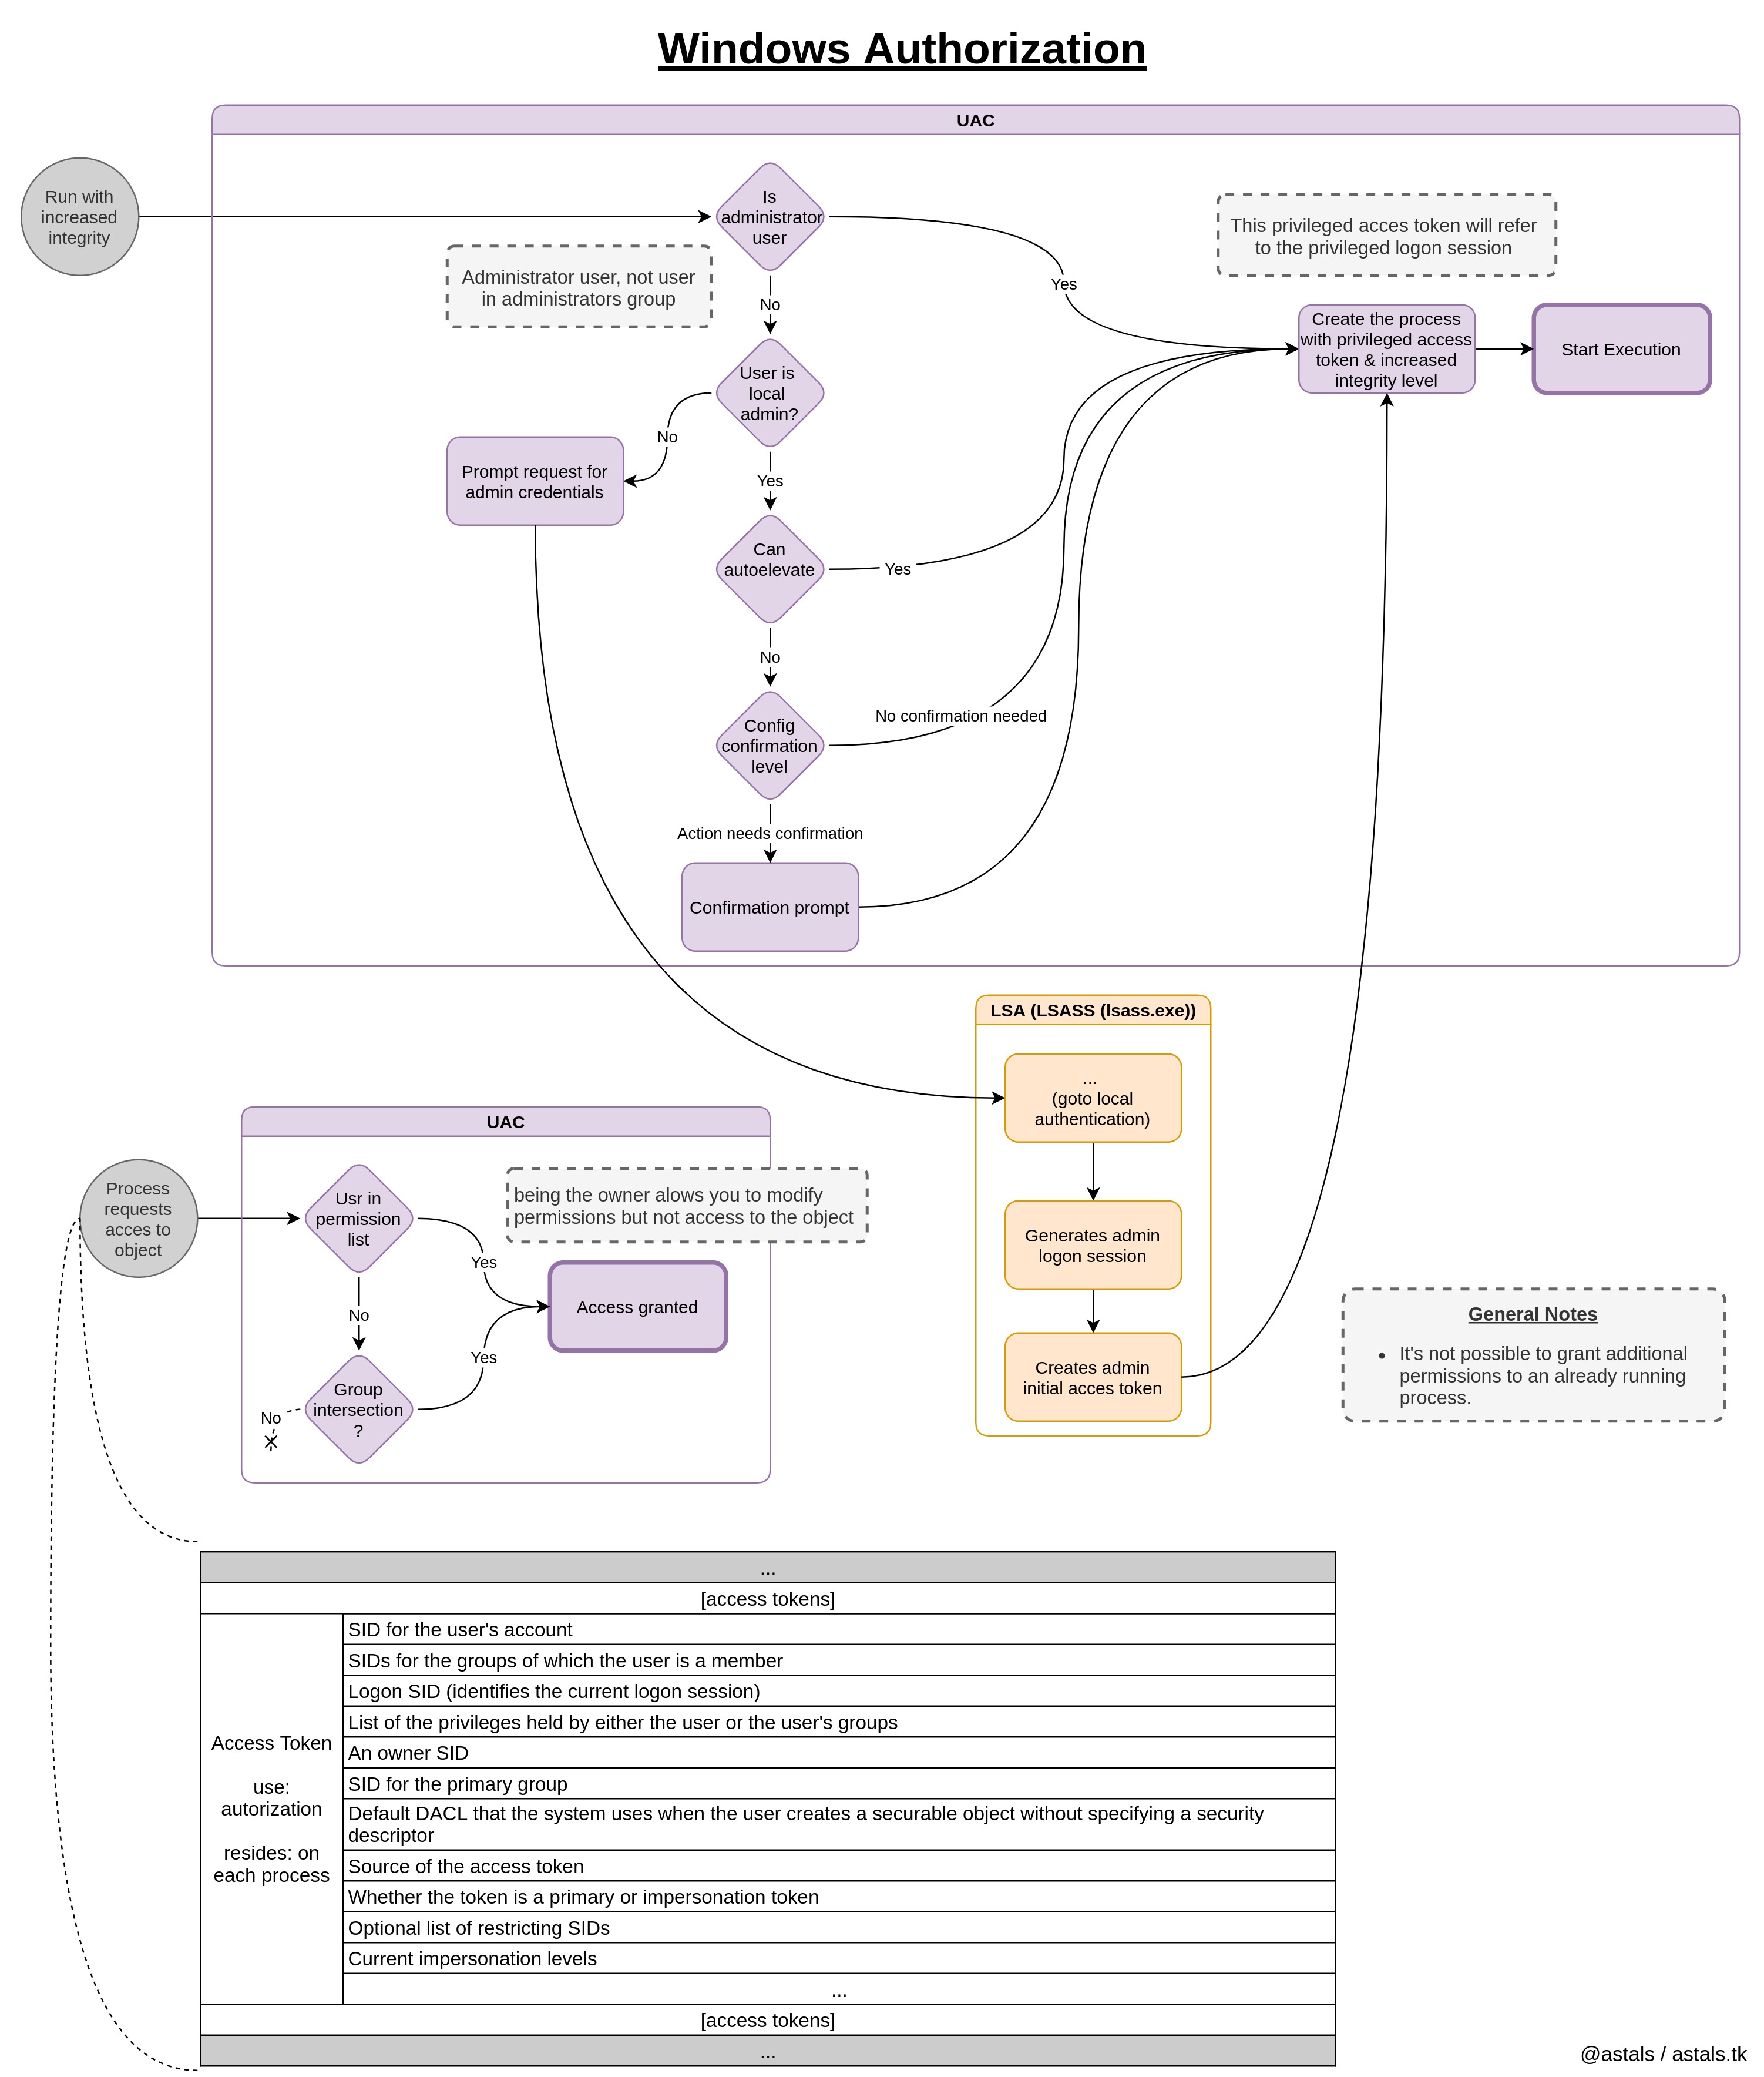 Windows Authorization
UAC
Run with
increased
integrity
Is
administrator
user
Administrator user, not user
in administrators group
This privileged acces token will refer
to the privileged logon session
Yes
No
Create the process
with privileged access
token & increased
integrity level
Start Execution
User is
local
admin?
No
Prompt request for
admin credentials
Yes
Can
autoelevate
Yes
No
Config
confirmation
level
No confirmation needed
Action needs confirmation
Confirmation prompt
LSA (LSASS (lsass.exe))
...
(goto local
authentication)
Generates admin
logon session
Creates admin
initial acces token
UAC
Process
requests
acces to
object
Usr in
permission
list
being the owner alows you to modify
permissions but not access to the object
Yes
No
Access granted
Yes
Group
intersection
?
No
General Notes
• It's not possible to grant additional
permissions to an already running
process.
...
[access tokens]
Access Token
use:
autorization
resides: on
each process
SID for the user's account
SIDs for the groups of which the user is a member
Logon SID (identifies the current logon session)
List of the privileges held by either the user or the user's groups
An owner SID
SID for the primary group
Default DACL that the system uses when the user creates a securable object without specifying a security
descriptor
Source of the access token
Whether the token is a primary or impersonation token
Optional list of restricting SIDs
Current impersonation levels
...
[access tokens]
...
@astals / astals.tk